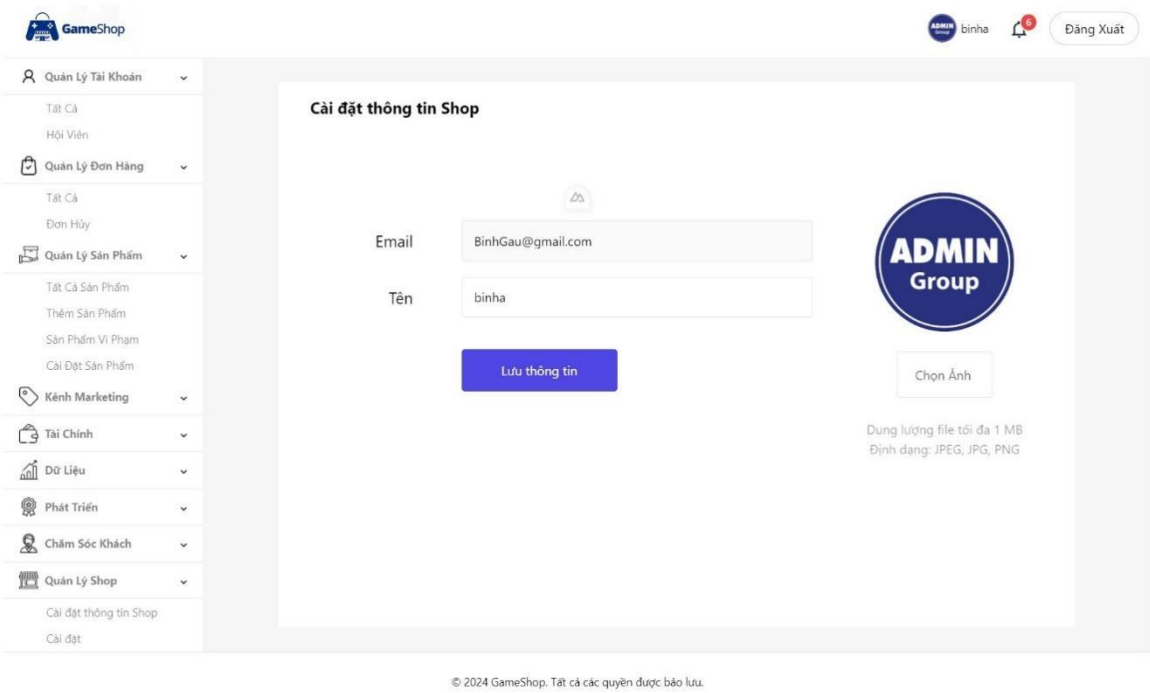 GameShop
ADMIN
Group
binha
6
Đăng Xuất
Quản Lý Tài Khoản
Tất Cả
Hội Viên
Quản Lý Đơn Hàng
Tất Cả
Đơn Hủy
Quản Lý Sản Phẩm
Tất Cả Sản Phẩm
Thêm Sản Phẩm
Sản Phẩm Vi Phạm
Cài Đặt Sản Phẩm
Kênh Marketing
Tài Chính
Dữ Liệu
Phát Triển
Chăm Sóc Khách
Quản Lý Shop
Cài đặt thông tin Shop
Cài đặt
Cài đặt thông tin Shop
Email
BinhGau@gmail.com
Tên
binha
Lưu thông tin
ADMIN
Group
Chọn Ảnh
Dung lượng file tối đa 1 MB
Định dạng: JPEG, JPG, PNG
© 2024 GameShop. Tất cả các quyền được bảo lưu.